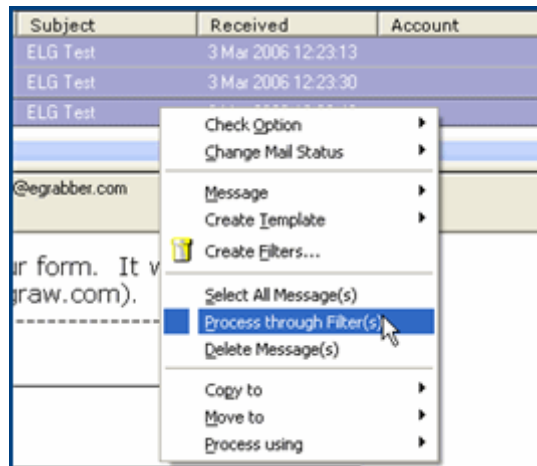 Subject Received Account
ELG Test 3 Mar 2006 12:23:13
ELG Test 3 Mar 2006 12:23:30
ELG Test
Check Option
Change Mail Status
@egrabber.com
Message
Create Template
Create Filters...
ur form. It
Select All Message(s)
graw.com).
Process through Filter(s)
Delete Message(s)
Copy to
Move to
Process using